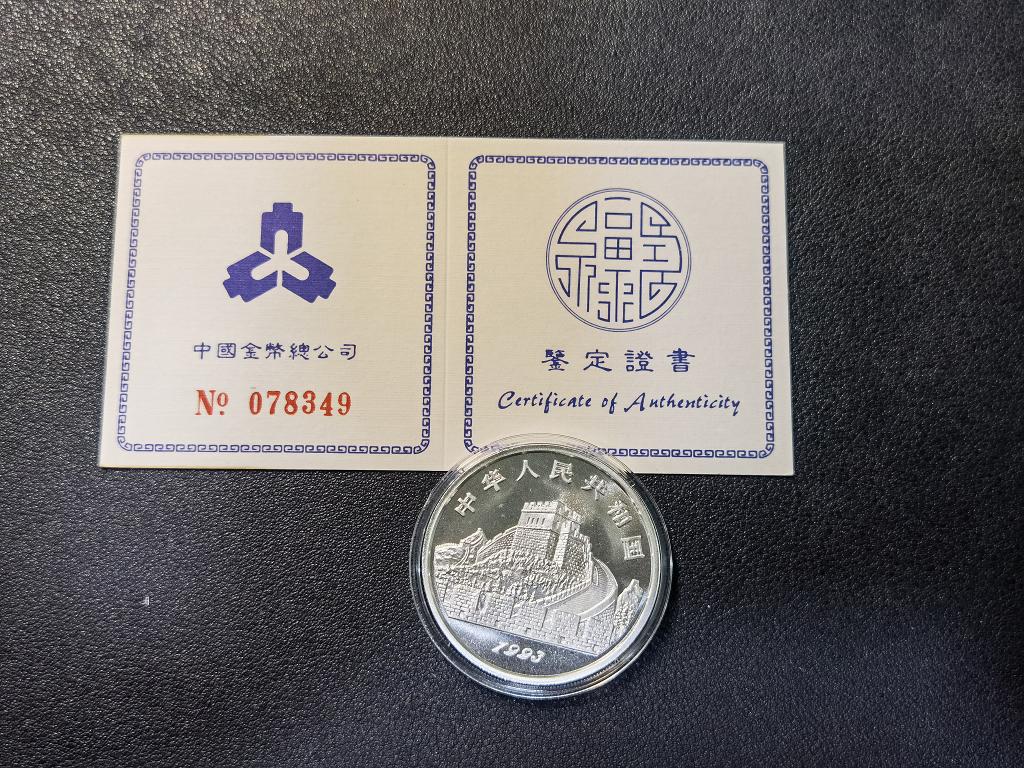 中國金幣總公司
№ 078349
鑒定證書
Certificate of Authenticity
中华人民共和国
1993